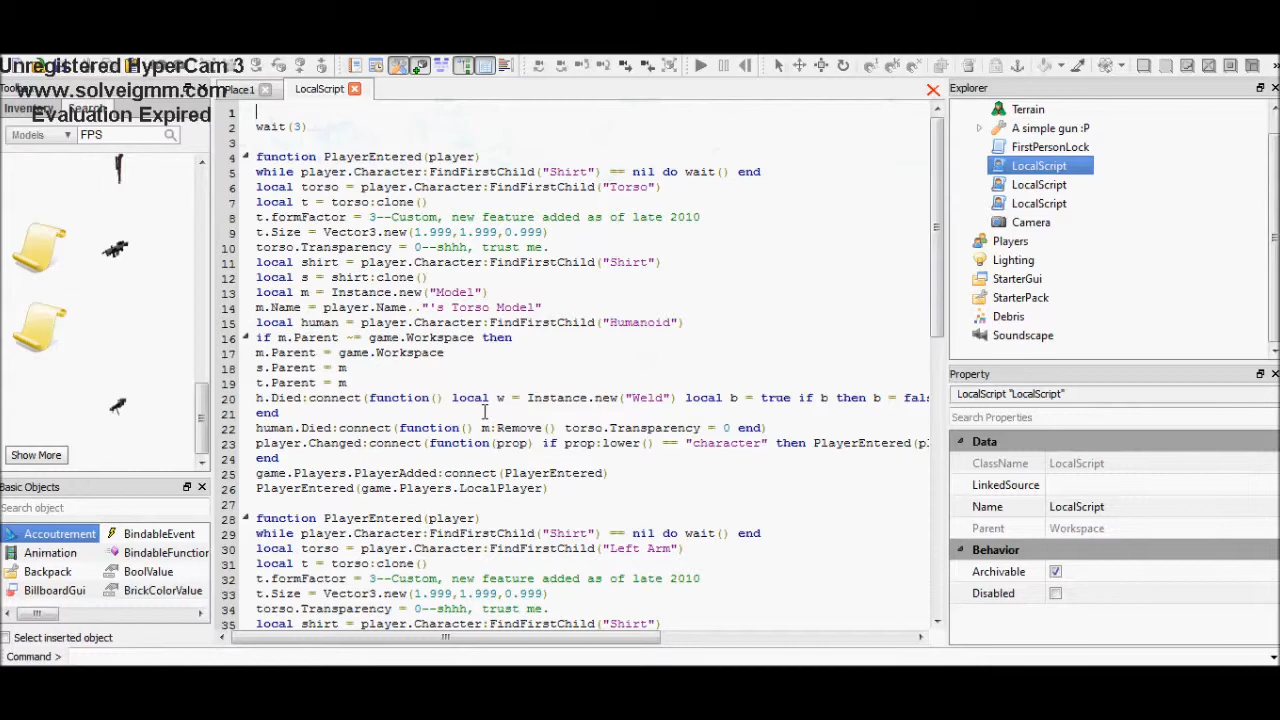 Unregistered HyperCam 3
www.solveigmm.com
Evaluation Expired
Inventory
Search
Models
FPS
Show More
Basic Objects
Search object
Accoutrement
BindableEvent
Animation
BindableFunction
Backpack
BoolValue
BillboardGui
BrickColorValue
Select inserted object
Command >
Place1
LocalScript
1
2 wait(3)
3
4 function PlayerEntered(player)
5 while player.Character:FindFirstChild("Shirt") == nil do wait() end
6 local torso = player.Character:FindFirstChild("Torso")
7 local t = torso:clone()
8 t.formFactor = 3--Custom, new feature added as of late 2010
9 t.Size = Vector3.new(1.999,1.999,0.999)
10 torso.Transparency = 0--shhh, trust me.
11 local shirt = player.Character:FindFirstChild("Shirt")
12 local s = shirt:clone()
13 local m = Instance.new("Model")
14 m.Name = player.Name.."'s Torso Model"
15 local human = player.Character:FindFirstChild("Humanoid")
16 if m.Parent ~= game.Workspace then
17 m.Parent = game.Workspace
18 s.Parent = m
19 t.Parent = m
20 h.Died:connect(function() local w = Instance.new("Weld") local b = true if b then b = fals
21 end
22 human.Died:connect(function() m:Remove() torso.Transparency = 0 end)
23 player.Changed:connect(function(prop) if prop:lower() == "character" then PlayerEntered(pl
24 end
25 game.Players.PlayerAdded:connect(PlayerEntered)
26 PlayerEntered(game.Players.LocalPlayer)
27
28 function PlayerEntered(player)
29 while player.Character:FindFirstChild("Shirt") == nil do wait() end
30 local torso = player.Character:FindFirstChild("Left Arm")
31 local t = torso:clone()
32 t.formFactor = 3--Custom, new feature added as of late 2010
33 t.Size = Vector3.new(1.999,1.999,0.999)
34 torso.Transparency = 0--shhh, trust me.
35 local shirt = player.Character:FindFirstChild("Shirt")
Explorer
Terrain
A simple gun :P
FirstPersonLock
LocalScript
LocalScript
LocalScript
Camera
Players
Lighting
StarterGui
StarterPack
Debris
Soundscape
Property
LocalScript "LocalScript"
Search Properties
Data
ClassName LocalScript
LinkedSource
Name LocalScript
Parent Workspace
Behavior
Archivable
Disabled